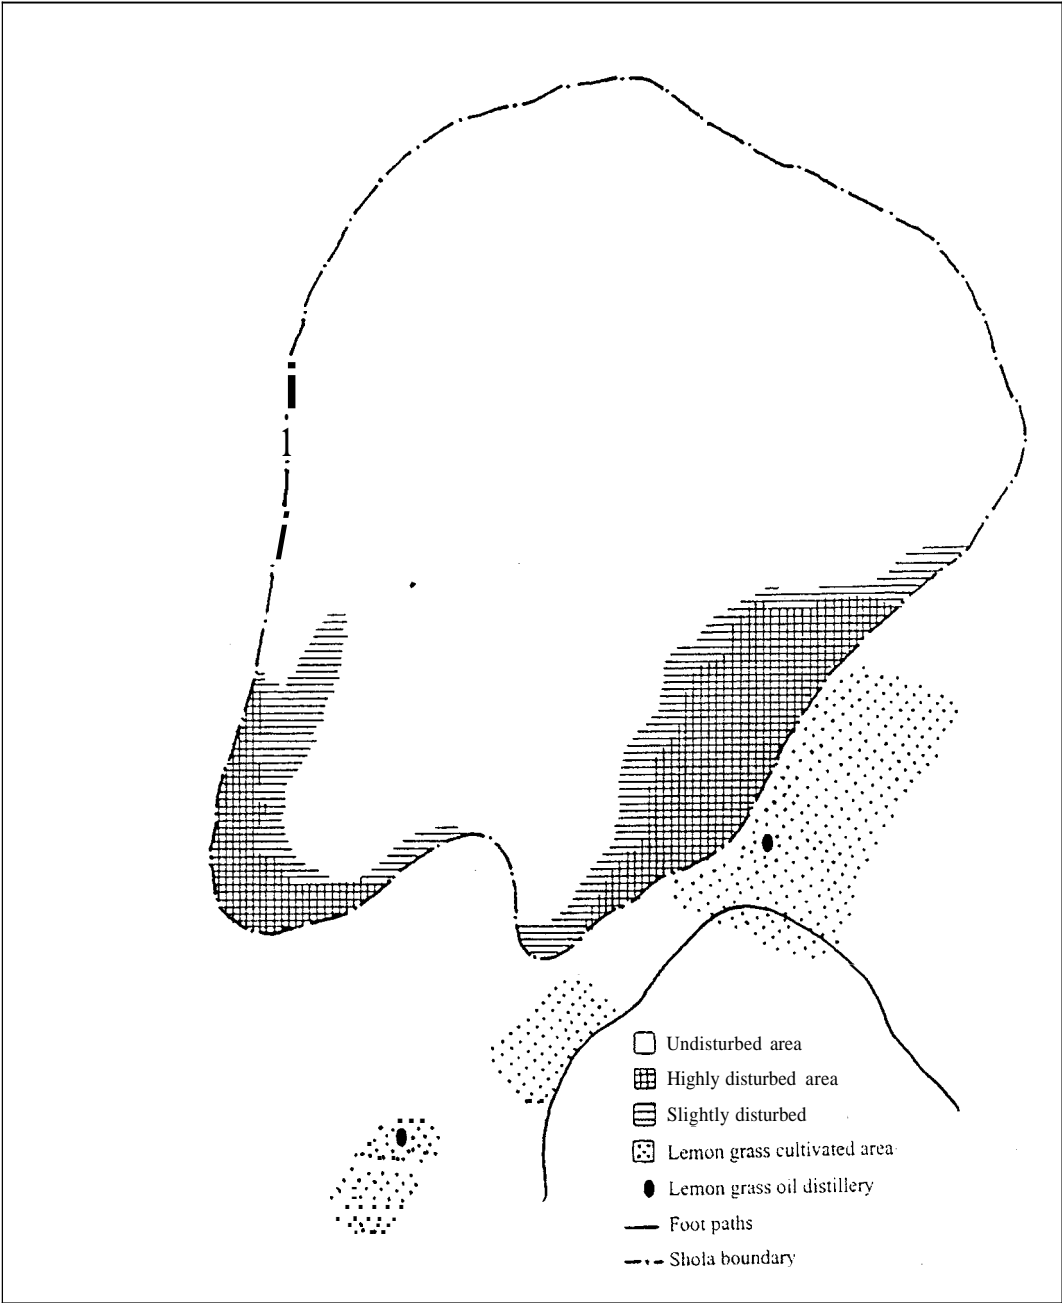 Undisturbed area
Highly disturbed area
Slightly disturbed
Lemon grass cultivated area
Lemon grass oil distillery
Foot paths
Shola boundary